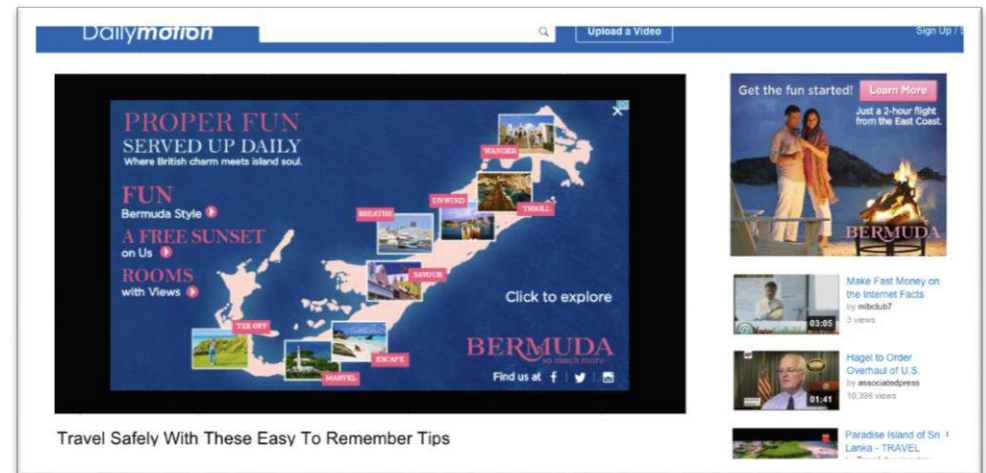 Dailymotion
Upload a Video
Sign Up /
PROPER FUN
SERVED UP DAILY
Where British charm meets island soul.
FUN
Bermuda Style
A FREE SUNSET
on Us
ROOMS
with Views
WANDER
THRILL
UNWIND
BREATHE
SAVOUR
TEE OFF
ESCAPE
MARVEL
Click to explore
BERMUDA
so much more
Find us at
Get the fun started!
Learn More
Just a 2-hour flight
from the East Coast.
BERMUDA
Make Fast Money on
the Internet Facts
by mibclub7
3 views
03:05
Hagel to Order
Overhaul of U.S.
by associatedpress
10,398 views
01:41
Paradise Island of Sri
Lanka - TRAVEL
Travel Safely With These Easy To Remember Tips